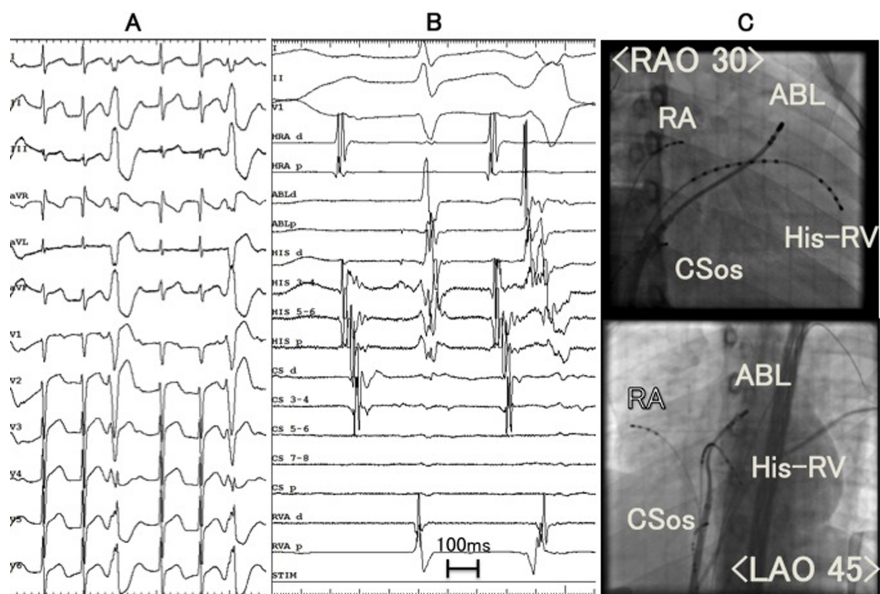 A
B
C
I
II
III
aVR
aVL
aVF
V1
V2
V3
V4
V5
V6
I
II
V1
HRA d
HRA p
ABLd
ABLp
HIS d
HIS 3-4
HIS 5-6
HIS p
CS d
CS 3-4
CS 5-6
CS 7-8
CS p
RVA d
RVA p
STIM
100ms
<RAO 30>
ABL
RA
His-RV
CSos
ABL
RA
His-RV
CSos
<LAO 45>